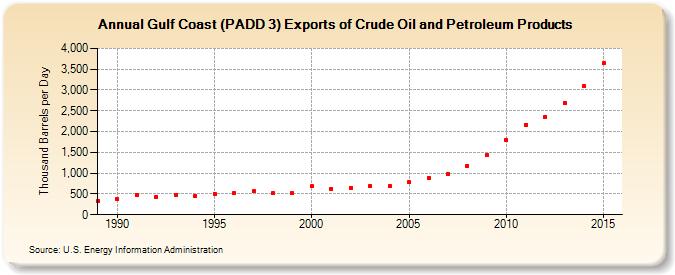 Annual Gulf Coast (PADD 3) Exports of Crude Oil and Petroleum Products
Thousand Barrels per Day
4,000
3,500
3,000
2,500
2,000
1,500
1,000
500
0
1990 1995 2000 2005 2010 2015
Source: U.S. Energy Information Administration